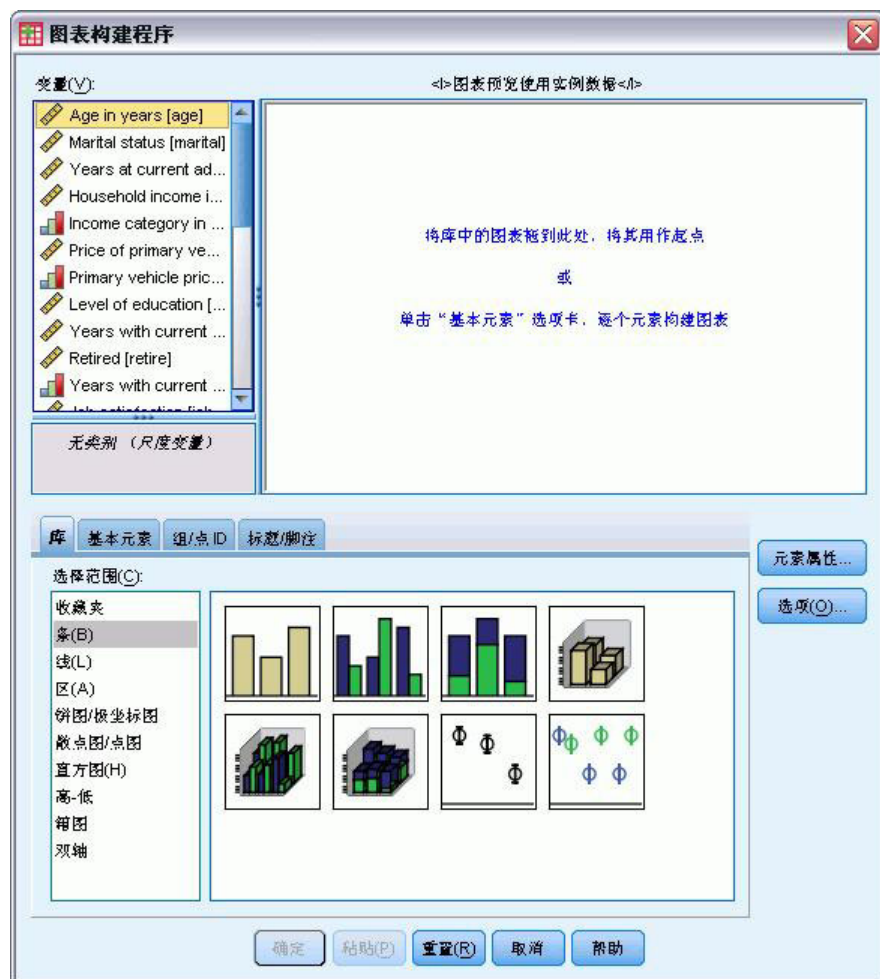 图表构建程序
变量(V):
<I>图表预览使用实例数据</I>
Age in years [age]
Marital status [marital]
Years at current ad...
Household income i...
Income category in ...
Price of primary ve...
Primary vehicle pric...
Level of education [...
Years with current ...
Retired [retire]
Years with current ...
无类别 (尺度变量)
将库中的图表拖到此处，将其用作起点
或
单击“基本元素”选项卡，逐个元素构建图表
库
基本元素
组/点 ID
标题/脚注
选择范围(C):
收藏夹
条(B)
线(L)
区(A)
饼图/极坐标图
散点图/点图
直方图(H)
高-低
箱图
双轴
元素属性...
选项(O)...
确定
粘贴(P)
重置(R)
取消
帮助